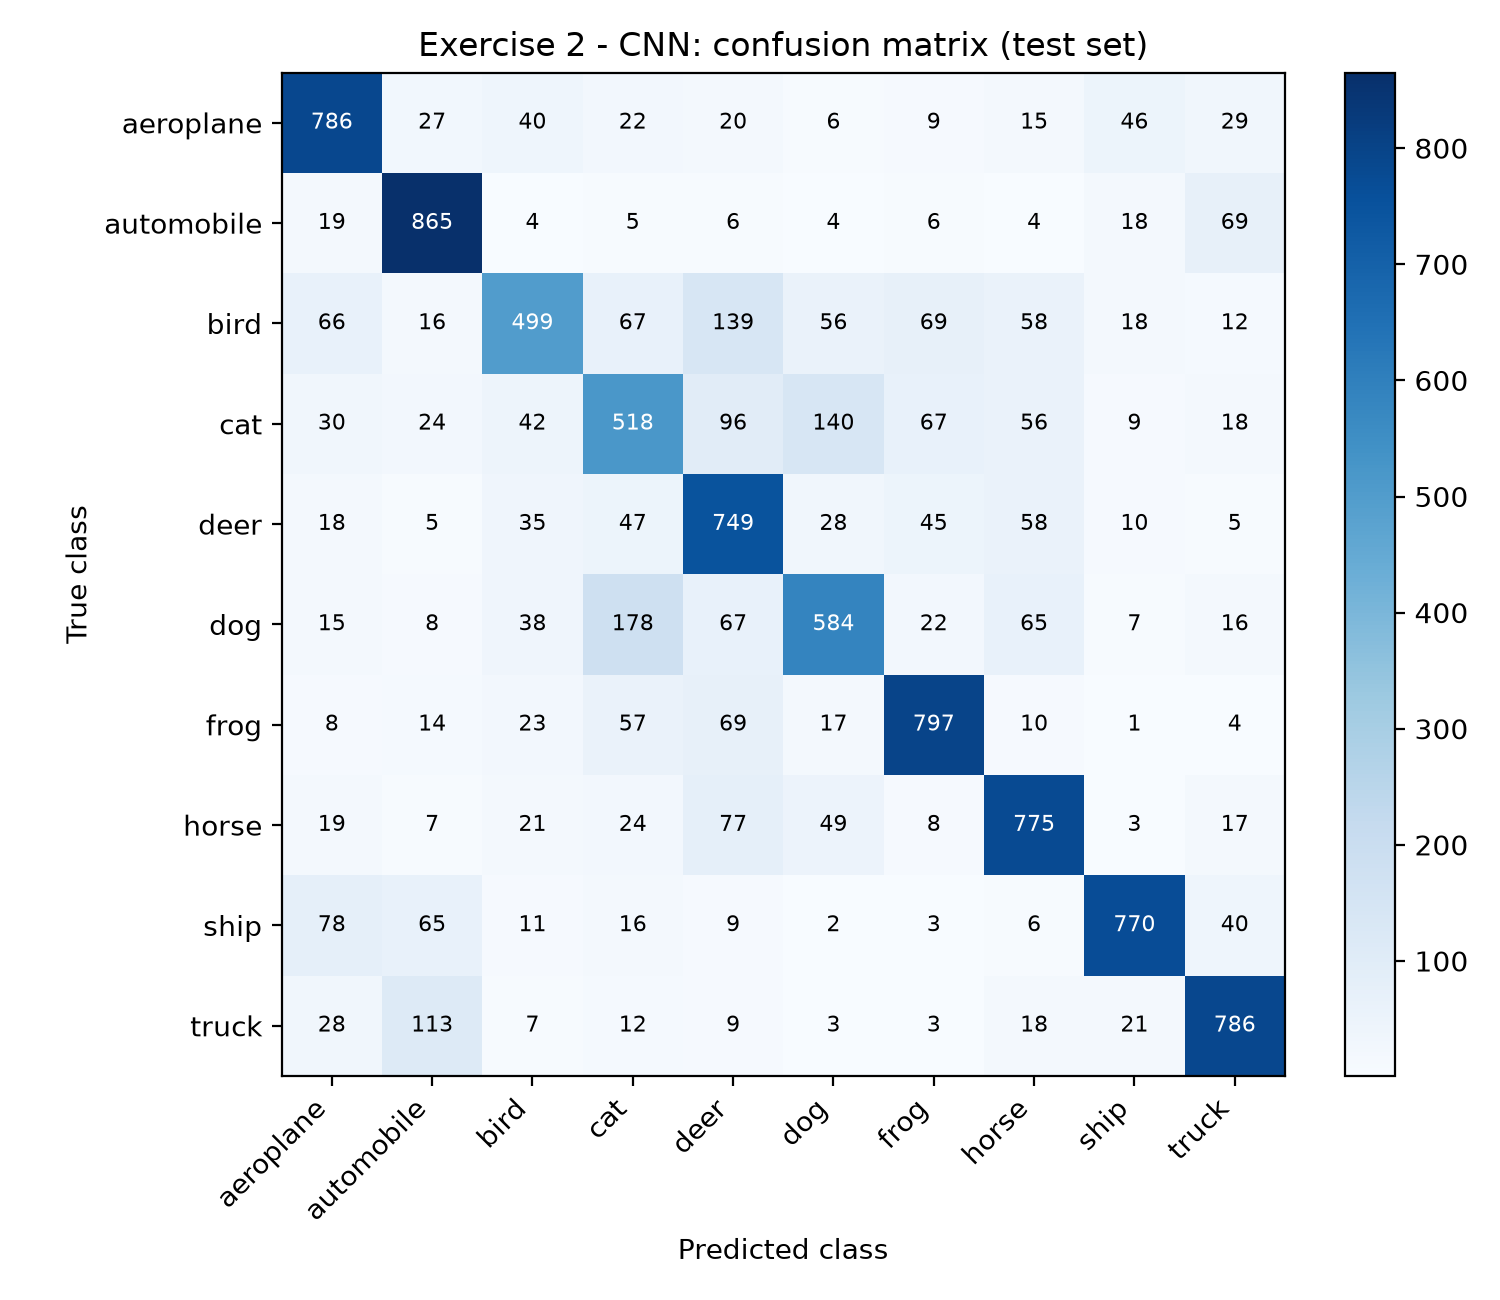 Exercise 2 - CNN: confusion matrix (test set)
aeroplane 786 27 40 22 20 6 9 15 46 29
automobile 19 865 4 5 6 4 6 4 18 69
bird 66 16 499 67 139 56 69 58 18 12
cat 30 24 42 518 96 140 67 56 9 18
deer 18 5 35 47 749 28 45 58 10 5
dog 15 8 38 178 67 584 22 65 7 16
frog 8 14 23 57 69 17 797 10 1 4
horse 19 7 21 24 77 49 8 775 3 17
ship 78 65 11 16 9 2 3 6 770 40
truck 28 113 7 12 9 3 3 18 21 786
True class
aeroplane automobile bird cat deer dog frog horse ship truck
Predicted class
800
700
600
500
400
300
200
100